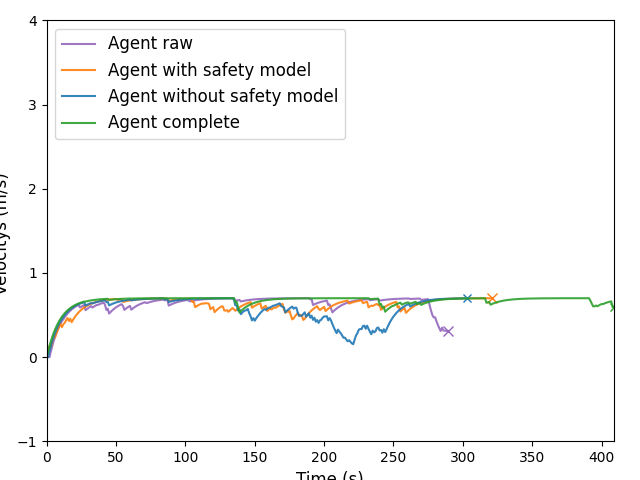 4
3
2
1
0
−1
Velocitys (m/s)
Agent raw
Agent with safety model
Agent without safety model
Agent complete
0 50 100 150 200 250 300 350 400
Time (s)